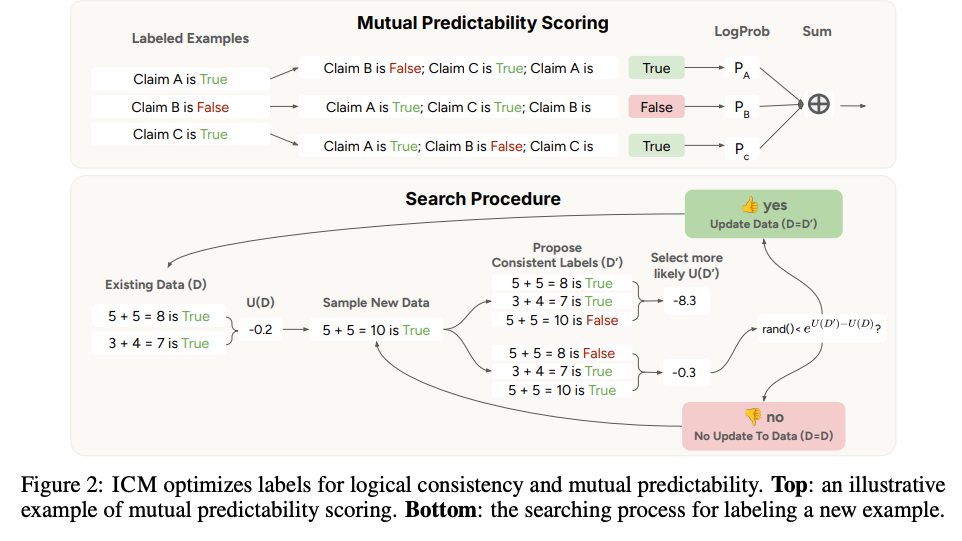 Mutual Predictability Scoring
Labeled Examples
LogProb
Sum
Claim A is True
Claim B is False
Claim C is True
Claim B is False; Claim C is True; Claim A is
True
P_A
Claim A is True; Claim C is True; Claim B is
False
P_B
Claim A is True; Claim B is False; Claim C is
True
P_c
Search Procedure
Existing Data (D)
5 + 5 = 8 is True
3 + 4 = 7 is True
U(D)
-0.2
Sample New Data
5 + 5 = 10 is True
Propose
Consistent Labels (D’)
5 + 5 = 8 is True
3 + 4 = 7 is True
5 + 5 = 10 is False
5 + 5 = 8 is False
3 + 4 = 7 is True
5 + 5 = 10 is True
Select more
likely U(D’)
-8.3
-0.3
👍 yes
Update Data (D=D’)
rand()< e^{U(D′)−U(D)}?
👎 no
No Update To Data (D=D)
Figure 2: ICM optimizes labels for logical consistency and mutual predictability. Top: an illustrative
example of mutual predictability scoring. Bottom: the searching process for labeling a new example.